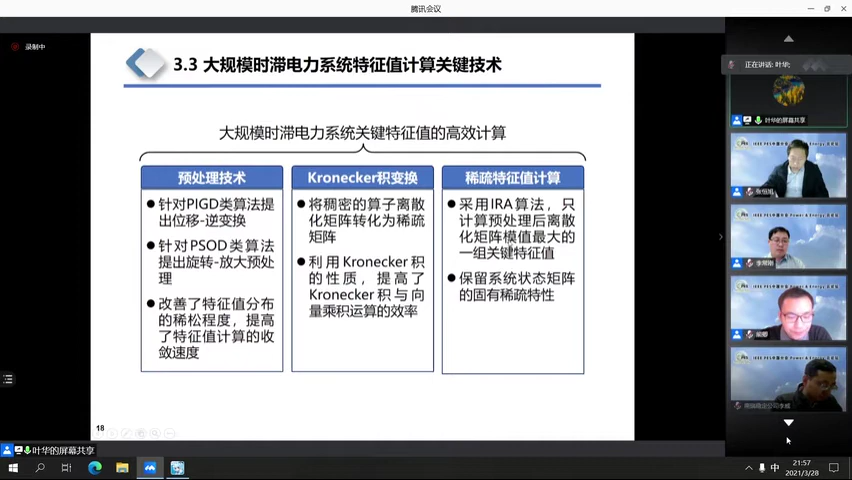 腾讯会议
录制中
3.3 大规模时滞电力系统特征值计算关键技术
大规模时滞电力系统关键特征值的高效计算
预处理技术
针对PIGD类算法提
出位移-逆变换
针对PSOD类算法
提出旋转-放大预处
理
改善了特征值分布
的稀松程度，提高
了特征值计算的收
敛速度
Kronecker积变换
将稠密的算子离散
化矩阵转化为稀疏
矩阵
利用Kronecker积
的性质，提高了
Kronecker积与向
量乘积运算的效率
稀疏特征值计算
采用IRA算法，只
计算预处理后离散
化矩阵模值最大的
一组关键特征值
保留系统状态矩阵
的固有稀疏特性
18
正在讲话: 叶华;
叶华的屏幕共享
张恒旭
李常刚
叶华的屏幕共享
中
21:57
2021/3/28